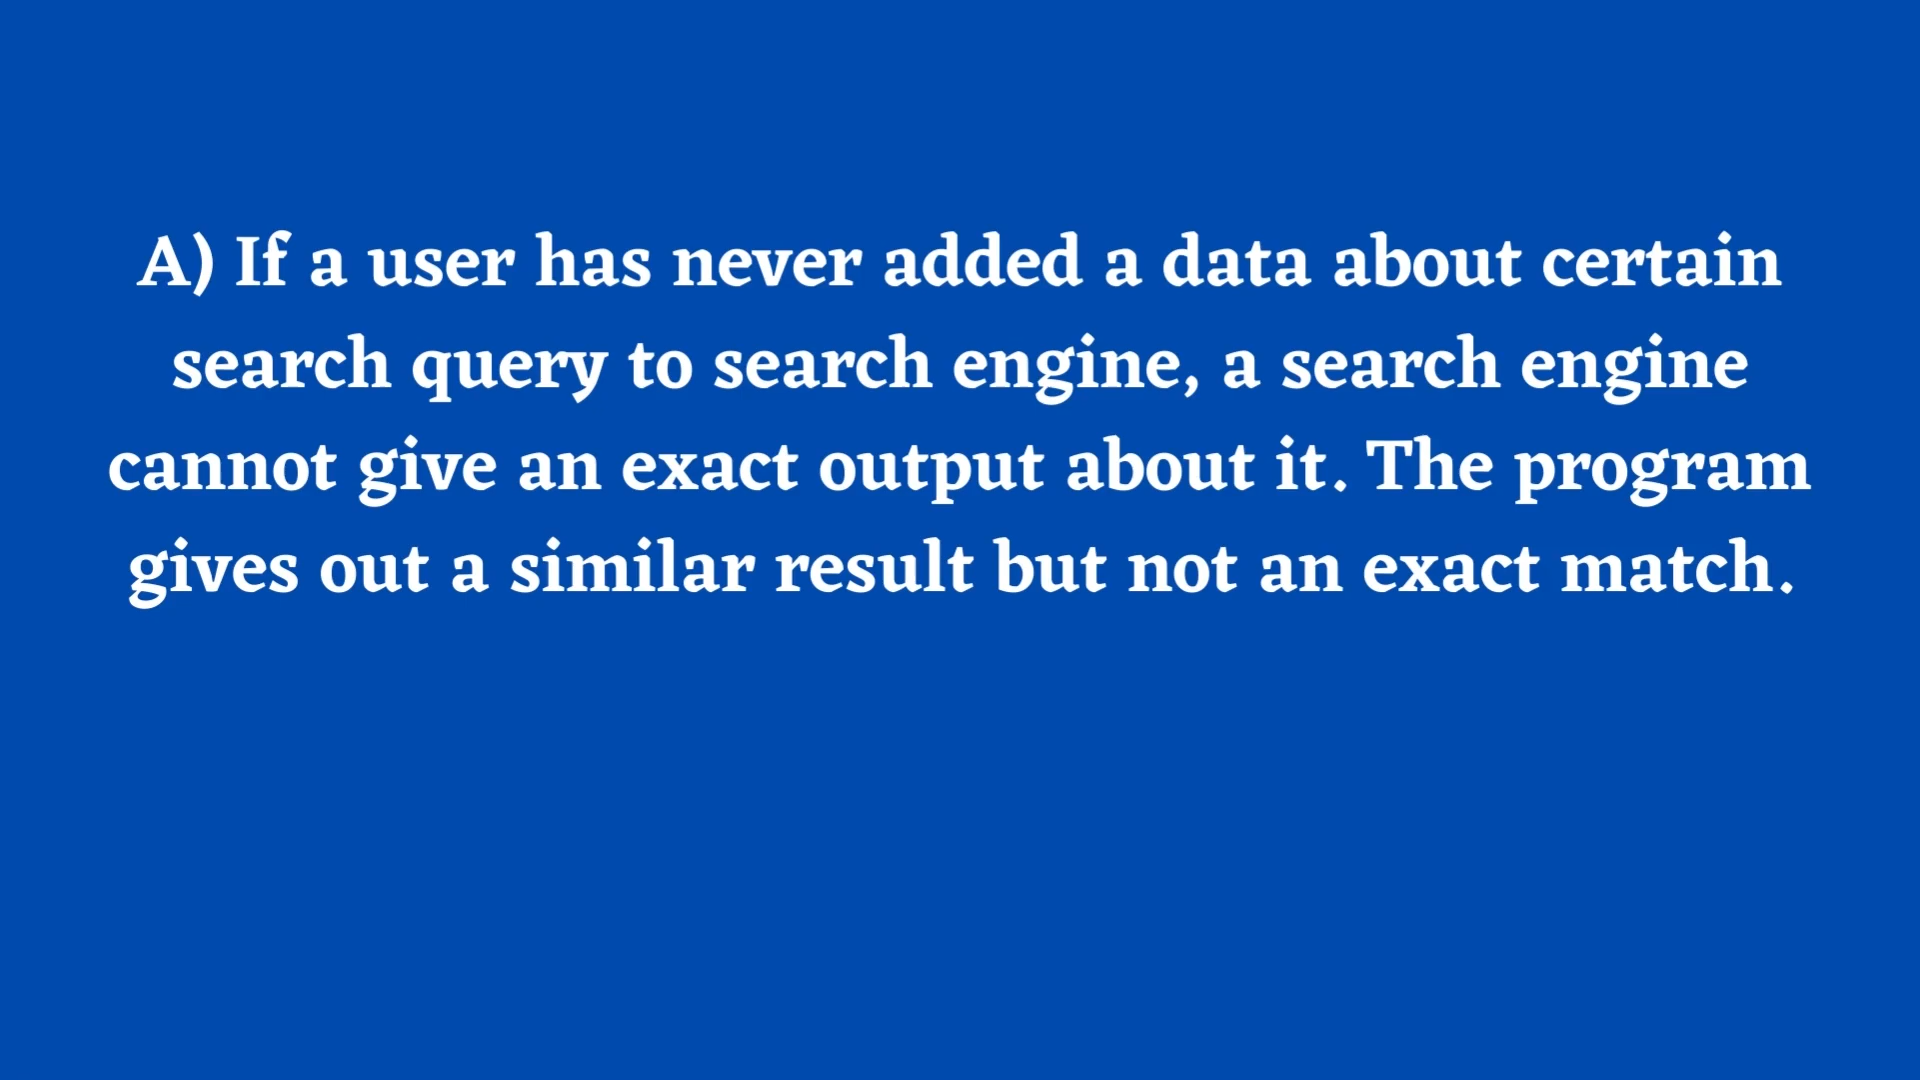 A) If a user has never added a data about certain
search query to search engine, a search engine
cannot give an exact output about it. The program
gives out a similar result but not an exact match.